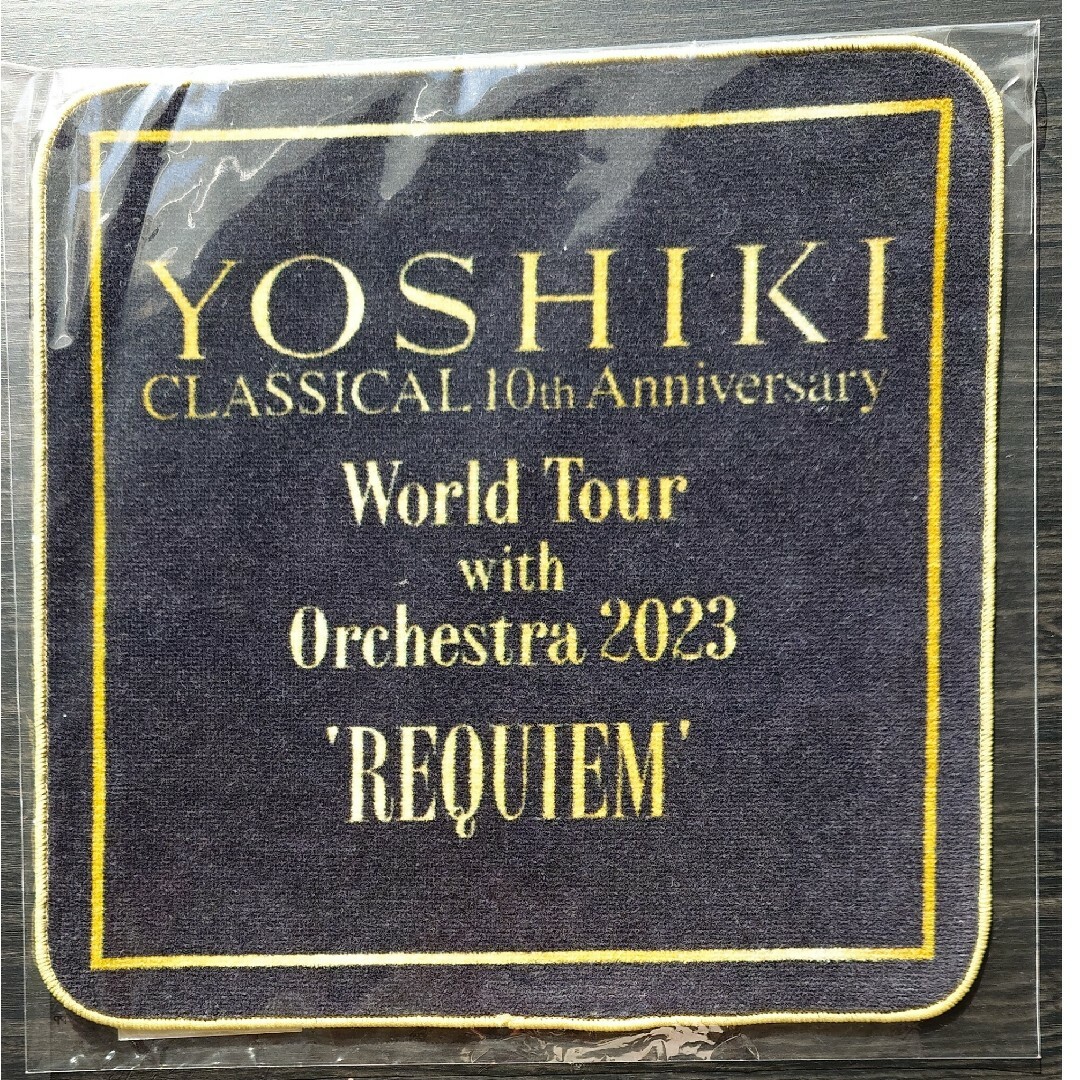 YOSHIKI
CLASSICAL 10th Anniversary
World Tour
with
Orchestra 2023
'REQUIEM'